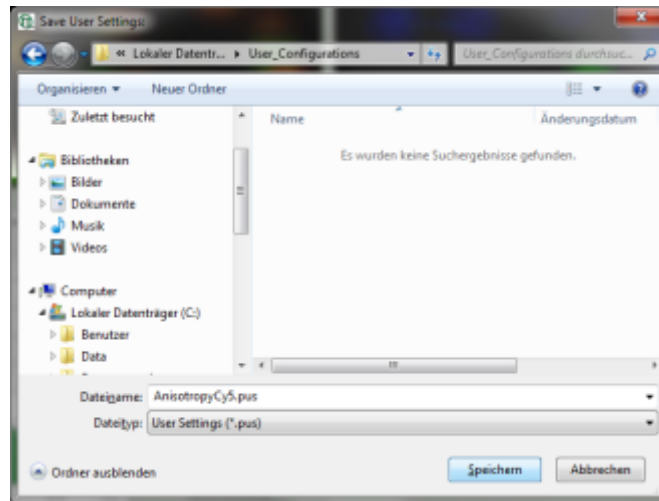 Save User Settings:
« Lokaler Datentr... ▸ User_Configurations
User_Configurations durchsuc...
Organisieren ▾ Neuer Ordner
Zuletzt besucht
Name Änderungsdatum
Es wurden keine Suchergebnisse gefunden.
Bibliotheken
Bilder
Dokumente
Musik
Videos
Computer
Lokaler Datenträger (C:)
Benutzer
Data
Dateiname: AnisotropyCy5.pus
Dateityp: User Settings (*.pus)
Ordner ausblenden
Speichern Abbrechen